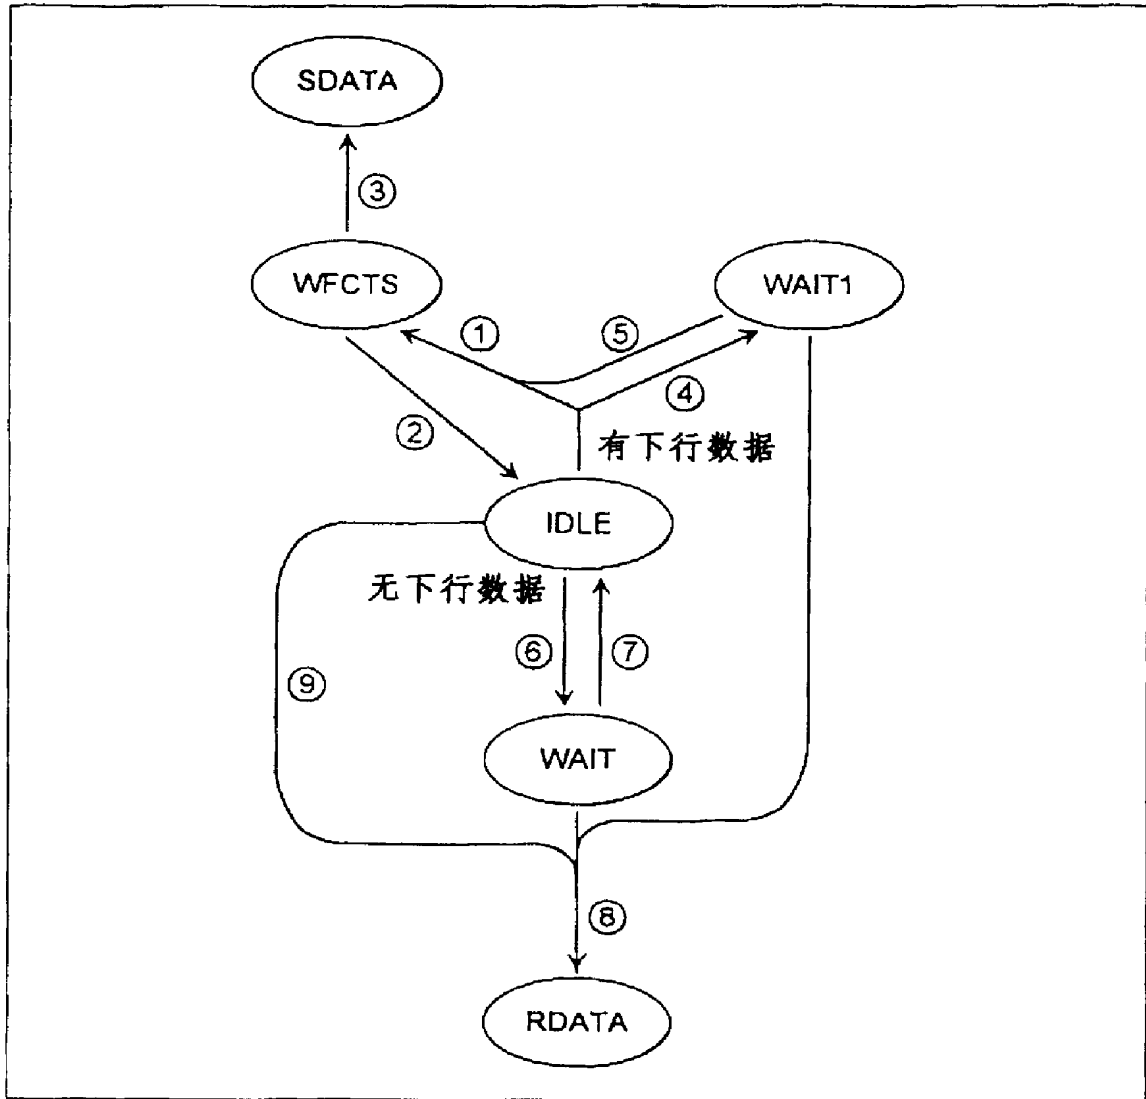 SDATA
③
WFCTS
WAIT1
①
⑤
④
②
有下行数据
IDLE
无下行数据
⑥
⑦
⑨
WAIT
⑧
RDATA